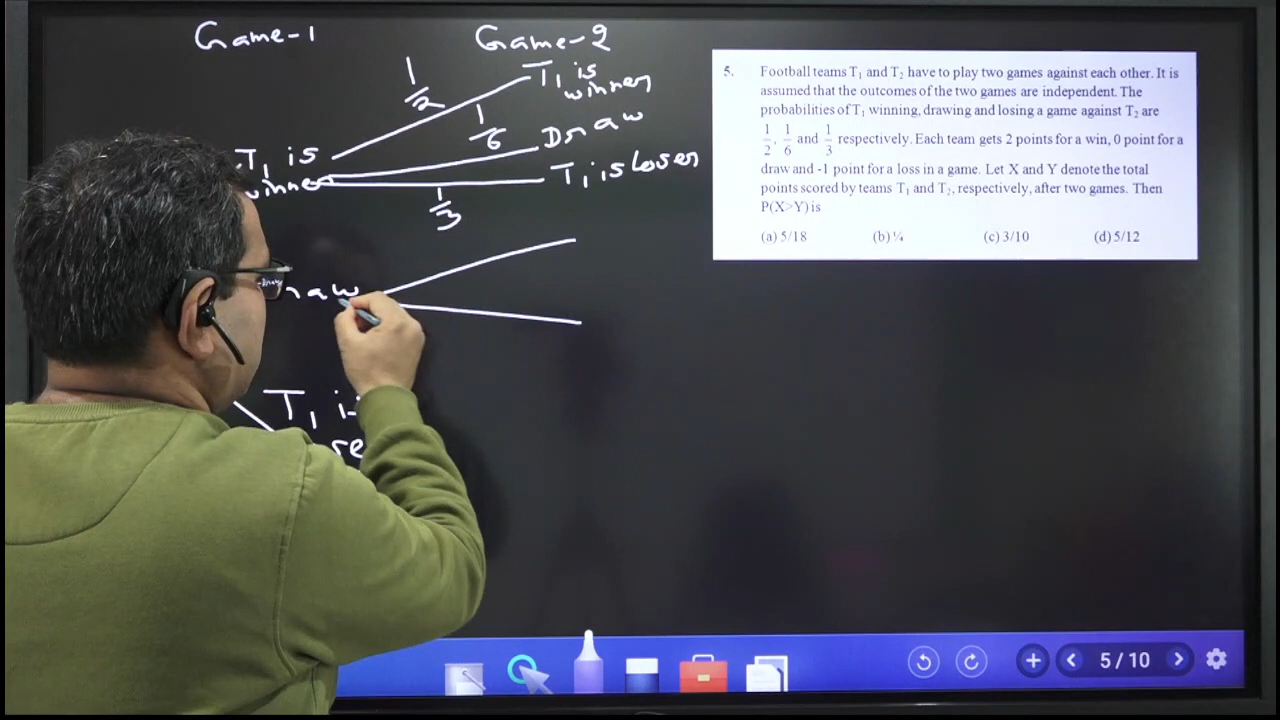 Game-1
Game-2
1
2
T1 is
winner
1
6
Draw
T1 is
winner
T1 is Loser
1
3
raw
T1 is
5. Football teams T1 and T2 have to play two games against each other. It is
assumed that the outcomes of the two games are independent. The
probabilities of T1 winning, drawing and losing a game against T2 are
1/2, 1/6 and 1/3 respectively. Each team gets 2 points for a win, 0 point for a
draw and -1 point for a loss in a game. Let X and Y denote the total
points scored by teams T1 and T2, respectively, after two games. Then
P(X>Y) is
(a) 5/18 (b) ¼ (c) 3/10 (d) 5/12
5 / 10